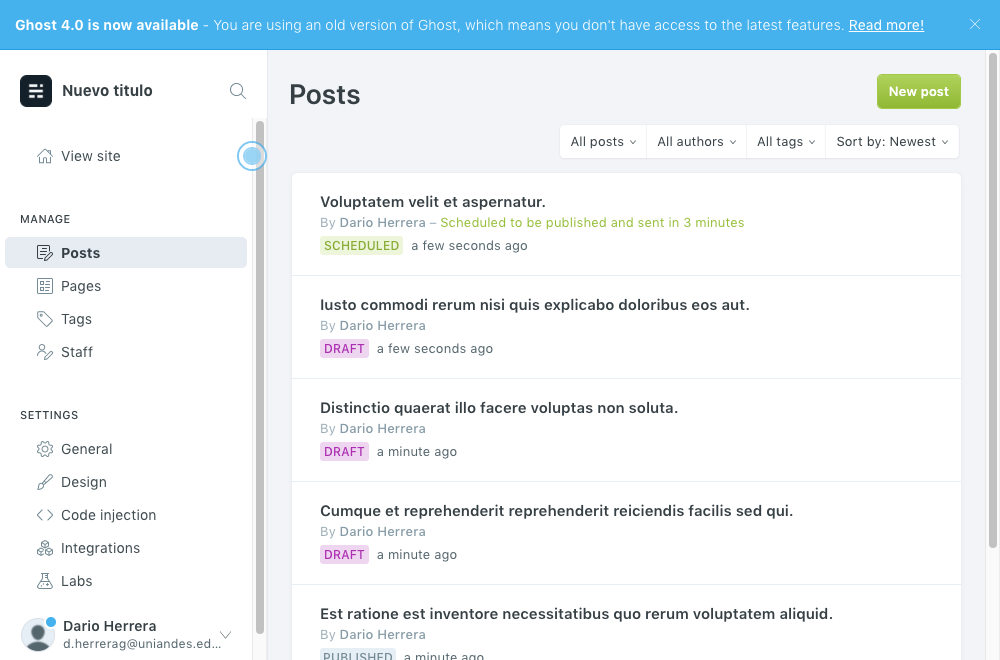 Ghost 4.0 is now available - You are using an old version of Ghost, which means you don't have access to the latest features. Read more!
Nuevo titulo
View site
MANAGE
Posts
Pages
Tags
Staff
SETTINGS
General
Design
Code injection
Integrations
Labs
Dario Herrera
d.herrerag@uniandes.ed...
Posts
New post
All posts
All authors
All tags
Sort by: Newest
Voluptatem velit et aspernatur.
By Dario Herrera – Scheduled to be published and sent in 3 minutes
SCHEDULED a few seconds ago
Iusto commodi rerum nisi quis explicabo doloribus eos aut.
By Dario Herrera
DRAFT a few seconds ago
Distinctio quaerat illo facere voluptas non soluta.
By Dario Herrera
DRAFT a minute ago
Cumque et reprehenderit reprehenderit reiciendis facilis sed qui.
By Dario Herrera
DRAFT a minute ago
Est ratione est inventore necessitatibus quo rerum voluptatem aliquid.
By Dario Herrera
PUBLISHED a minute ago